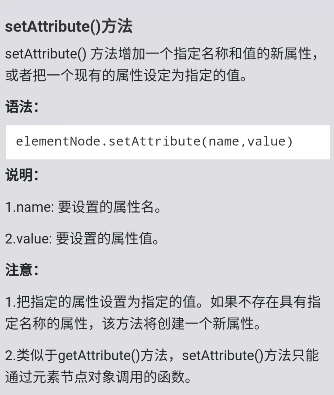 setAttribute()方法
setAttribute() 方法增加一个指定名称和值的新属性，
或者把一个现有的属性设定为指定的值。
语法：
elementNode.setAttribute(name,value)
说明：
1.name: 要设置的属性名。
2.value: 要设置的属性值。
注意：
1.把指定的属性设置为指定的值。如果不存在具有指
定名称的属性，该方法将创建一个新属性。
2.类似于getAttribute()方法，setAttribute()方法只能
通过元素节点对象调用的函数。